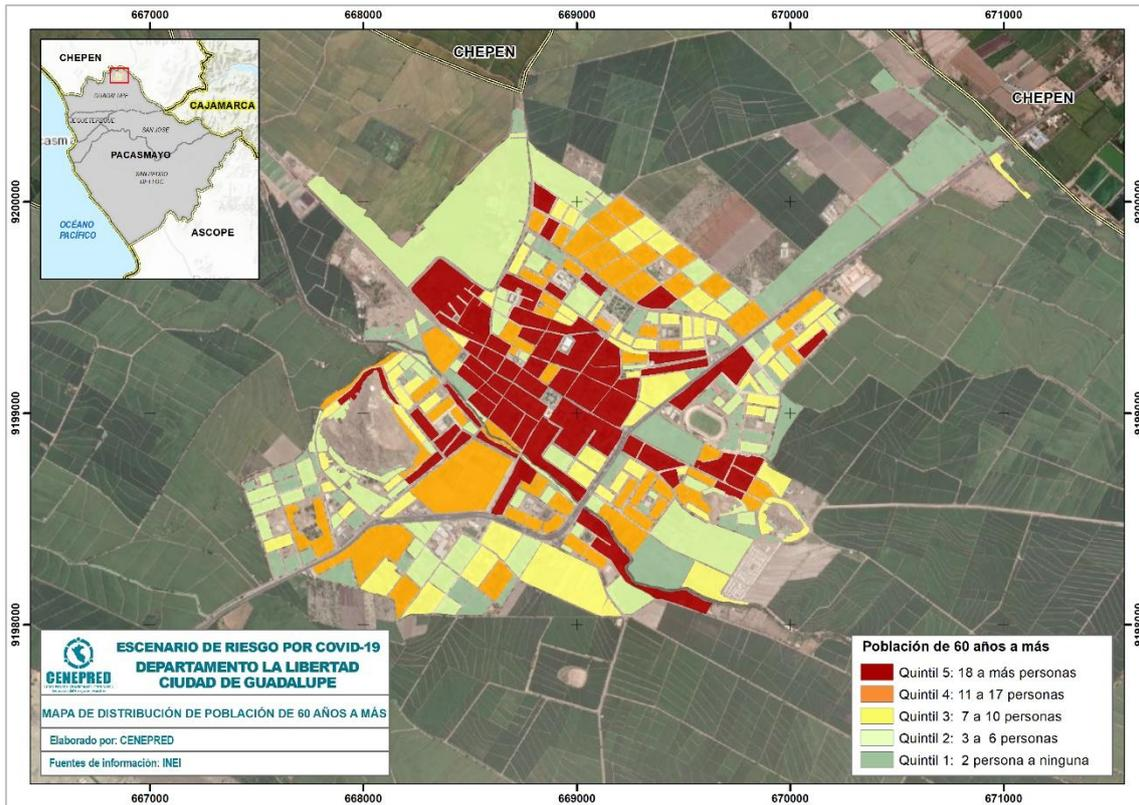 667000 668000 669000 670000 671000
CHEPEN
CHEPEN
CHEPEN
GUADALUPE
CAJAMARCA
SAN JOSE
PACASMAYO
OCÉANO
PACÍFICO
ASCOPE
9200000
9200000
9199000
9199000
9198000
9198000
CENEPRED
ESCENARIO DE RIESGO POR COVID-19
DEPARTAMENTO LA LIBERTAD
CIUDAD DE GUADALUPE
MAPA DE DISTRIBUCIÓN DE POBLACIÓN DE 60 AÑOS A MÁS
Elaborado por: CENEPRED
Fuentes de información: INEI
Población de 60 años a más
Quintil 5: 18 a más personas
Quintil 4: 11 a 17 personas
Quintil 3: 7 a 10 personas
Quintil 2: 3 a 6 personas
Quintil 1: 2 persona a ninguna
667000 668000 669000 670000 671000